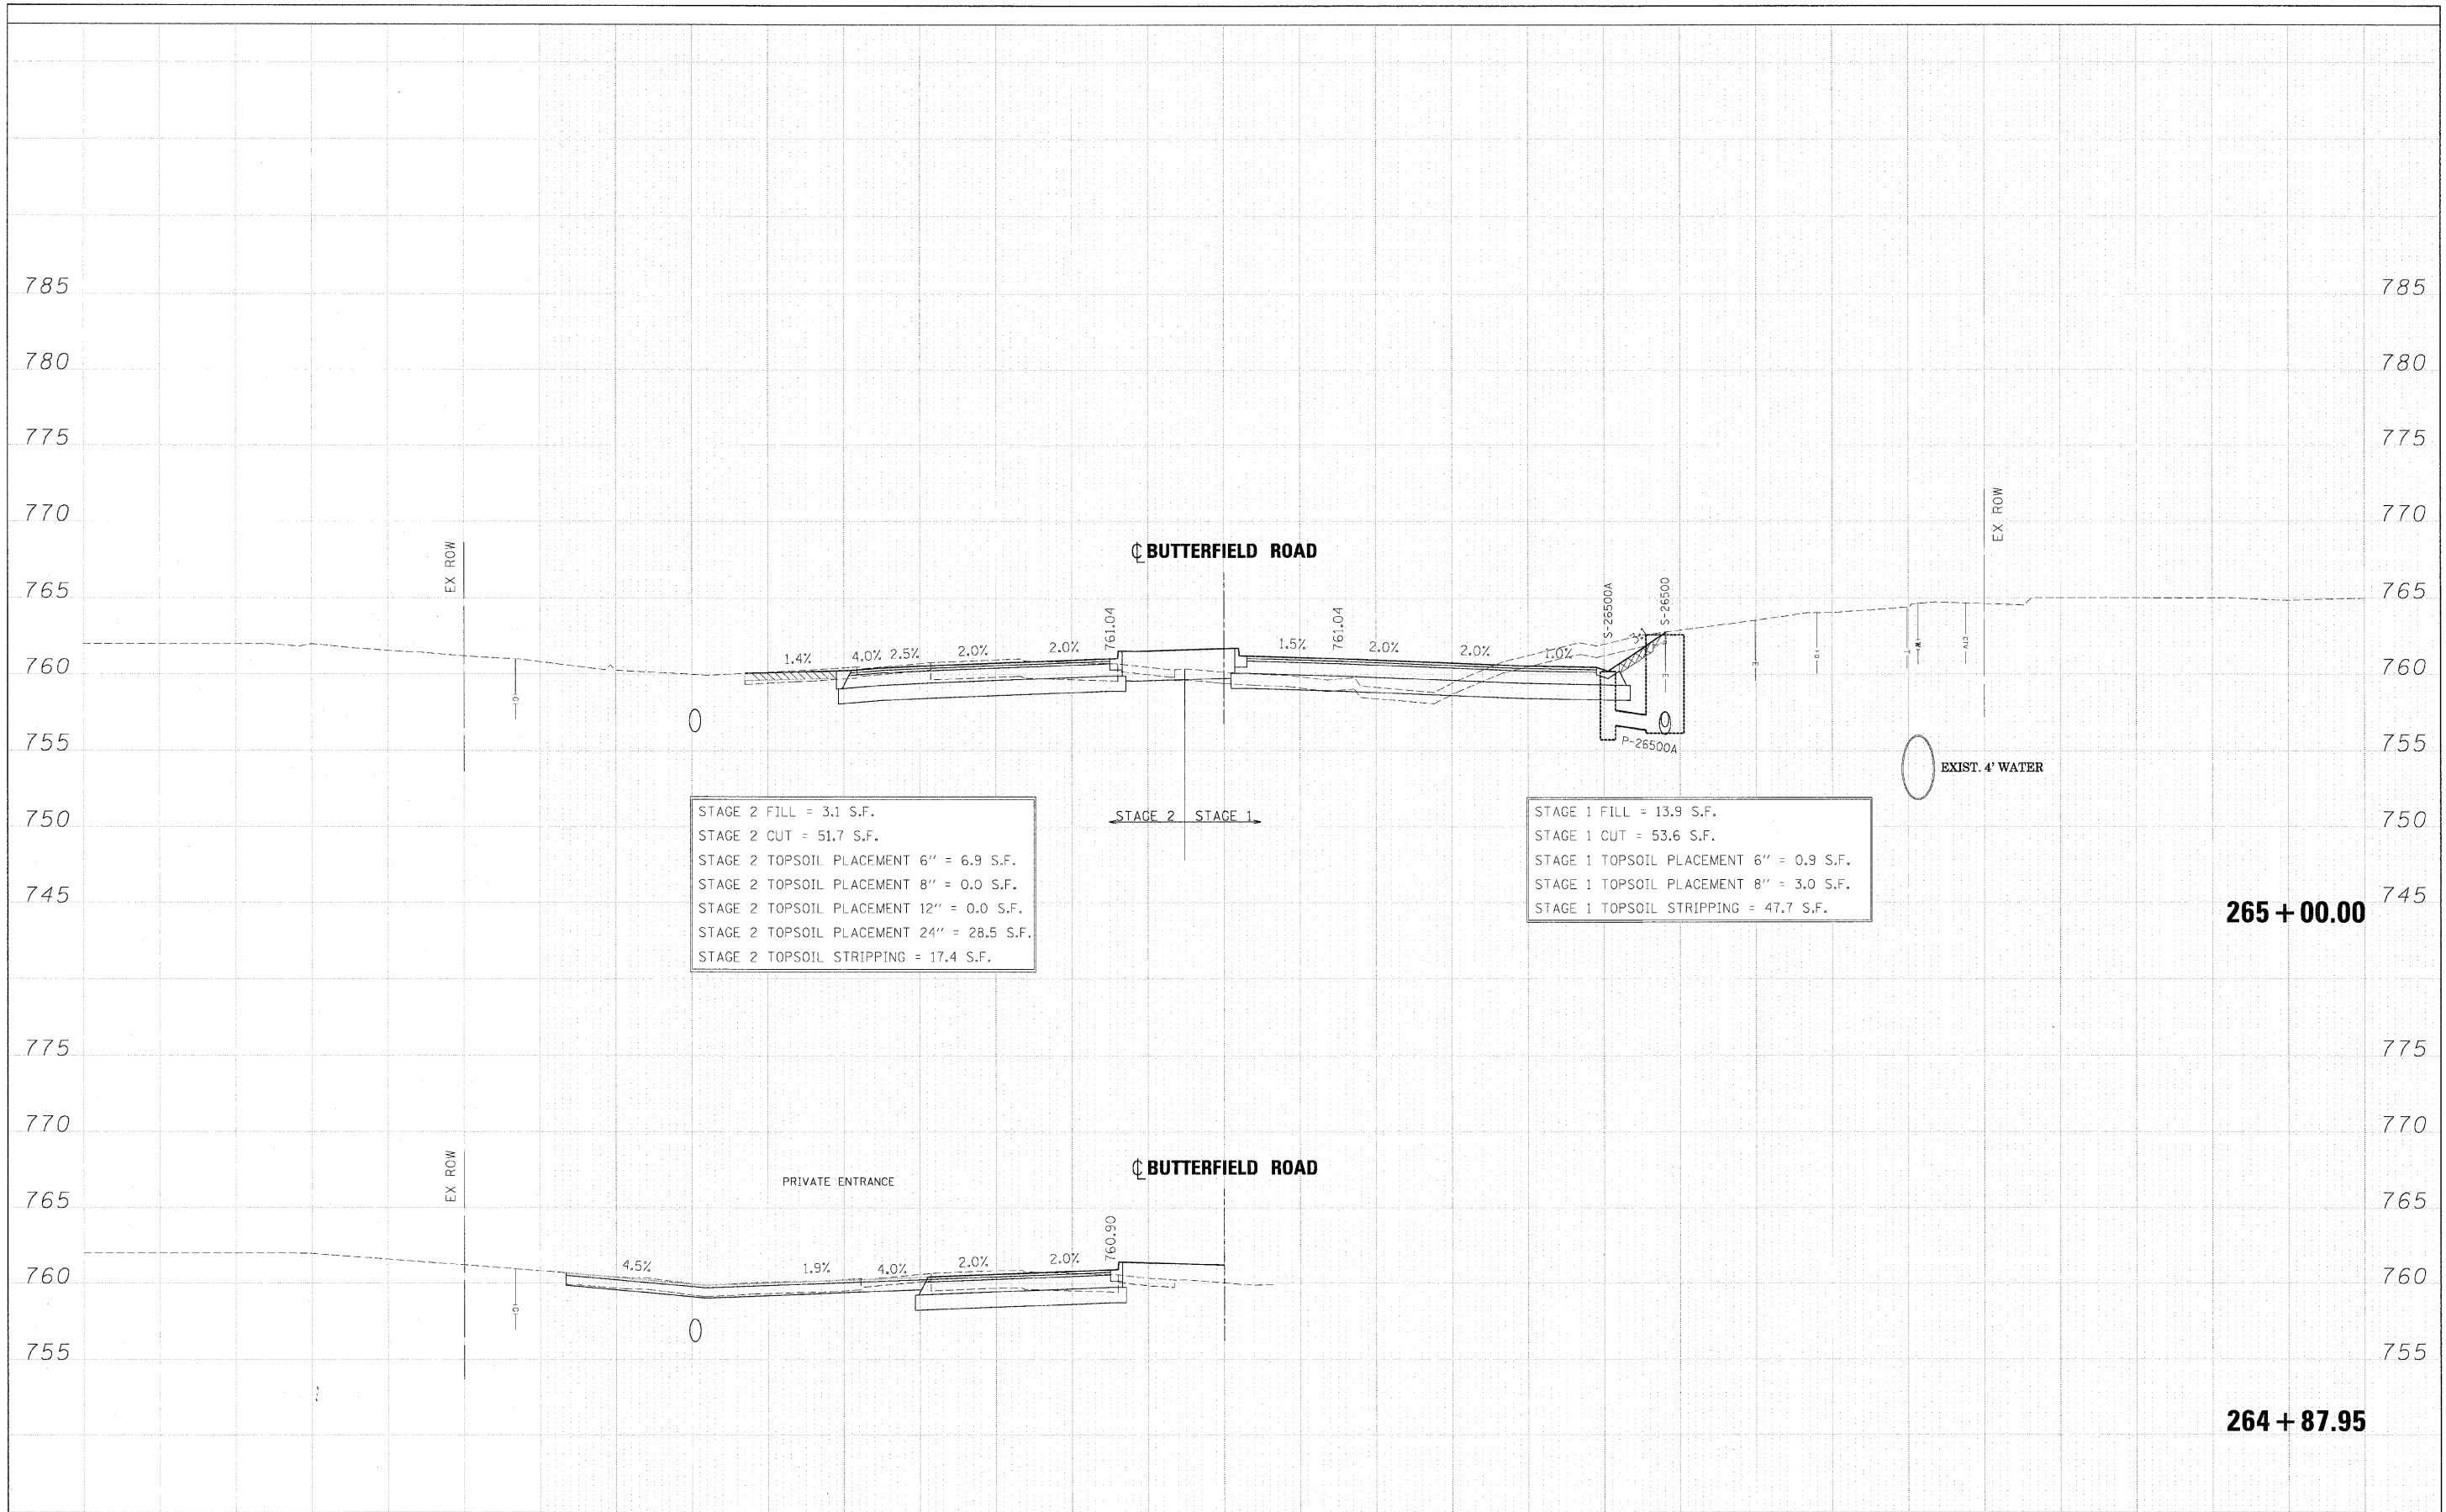 785 785
780 780
775 775
770 770
EX ROW
EX ROW
℄ BUTTERFIELD ROAD
765 765
761.04
761.04
S-26500A
S-26500
1.4% 4.0% 2.5% 2.0% 2.0% 1.5% 2.0% 2.0% 1.0%
760 760
G
E
E
T
W
CTV
755 755
P-26500A
EXIST. 4' WATER
STAGE 2 STAGE 1
750 750
STAGE 2 FILL = 3.1 S.F.
STAGE 2 CUT = 51.7 S.F.
STAGE 2 TOPSOIL PLACEMENT 6'' = 6.9 S.F.
STAGE 2 TOPSOIL PLACEMENT 8'' = 0.0 S.F.
STAGE 2 TOPSOIL PLACEMENT 12'' = 0.0 S.F.
STAGE 2 TOPSOIL PLACEMENT 24'' = 28.5 S.F.
STAGE 2 TOPSOIL STRIPPING = 17.4 S.F.
STAGE 1 FILL = 13.9 S.F.
STAGE 1 CUT = 53.6 S.F.
STAGE 1 TOPSOIL PLACEMENT 6'' = 0.9 S.F.
STAGE 1 TOPSOIL PLACEMENT 8'' = 3.0 S.F.
STAGE 1 TOPSOIL STRIPPING = 47.7 S.F.
745 745
265+00.00
775 775
770 770
EX ROW
℄ BUTTERFIELD ROAD
PRIVATE ENTRANCE
765 765
760.90
4.5% 1.9% 4.0% 2.0% 2.0%
760 760
G
755 755
264+87.95